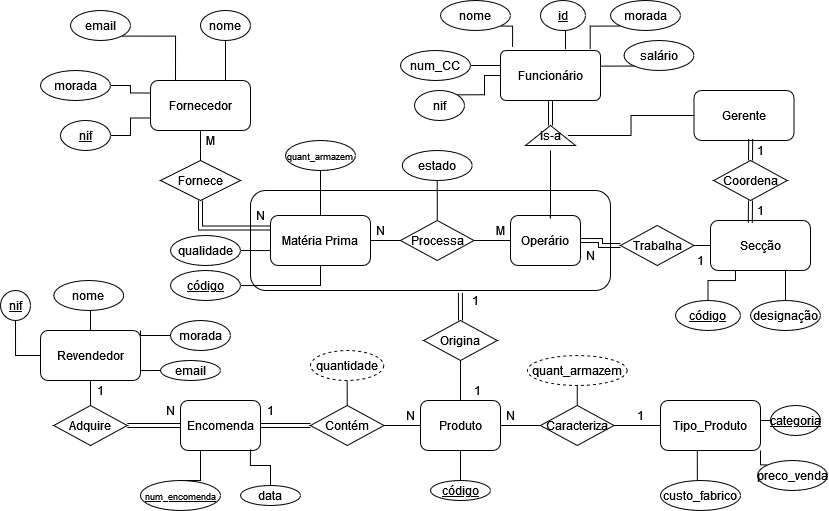 email
nome
nome
id
morada
num_CC
Funcionário
salário
morada
Fornecedor
nif
Gerente
nif
M
Is-a
1
quant_armazem
estado
Fornece
Coordena
N
1
Matéria Prima
N
Processa
M
Operário
N
Trabalha
1
Secção
qualidade
código
código
designação
nif
nome
1
morada
Revendedor
Origina
email
quantidade
quant_armazem
1
1
N
1
Adquire
Encomenda
Contém
N
Produto
N
Caracteriza
1
Tipo_Produto
categoria
num_encomenda
data
código
custo_fabrico
preco_venda